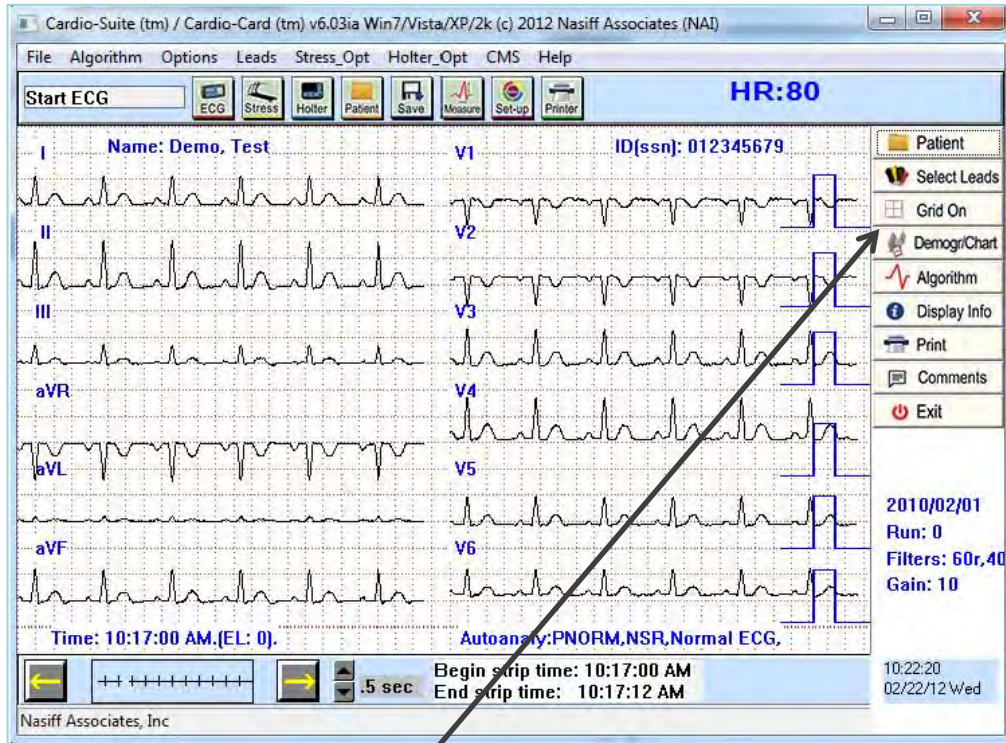 Cardio-Suite (tm) / Cardio-Card (tm) v6.03ia Win7/Vista/XP/2k (c) 2012 Nasiff Associates (NAI)
File Algorithm Options Leads Stress_Opt Holter_Opt CMS Help
Start ECG
ECG Stress Holter Patient Save Measure Set-up Printer
HR:80
Name: Demo, Test
ID(ssn): 012345679
I
II
III
aVR
aVL
aVF
V1
V2
V3
V4
V5
V6
Time: 10:17:00 AM.(EL: 0).
Autoanaly:PNORM,NSR,Normal ECG,
Patient
Select Leads
Grid On
Demogr/Chart
Algorithm
Display Info
Print
Comments
Exit
2010/02/01
Run: 0
Filters: 60r,40
Gain: 10
.5 sec
Begin strip time: 10:17:00 AM
End strip time: 10:17:12 AM
10:22:20
02/22/12 Wed
Nasiff Associates, Inc